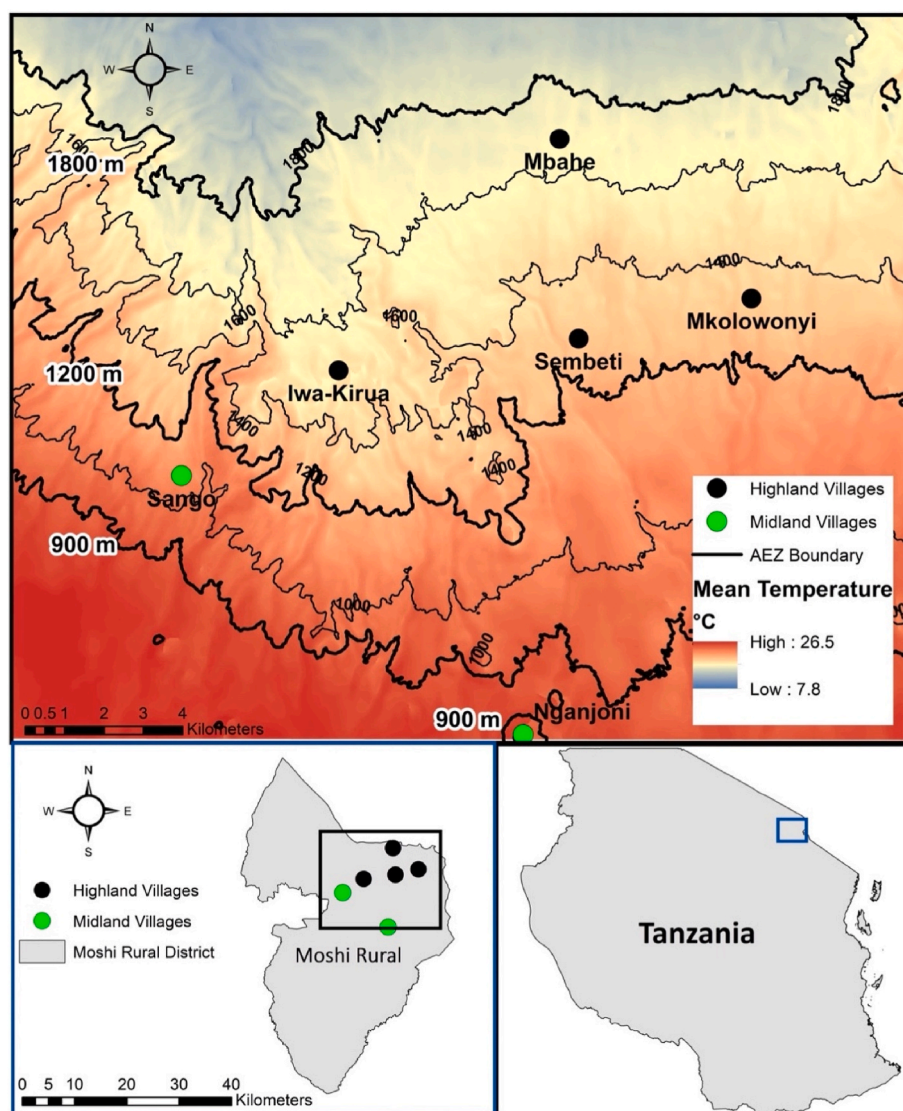 N
W E
S
1800
1800
1600
1800 m
Mbahe
1400
1600
1600
Mkolowonyi
Sembeti
1200 m
Iwa-Kirua
1400
1400
1400
1200
Sango
900 m
Highland Villages
Midland Villages
AEZ Boundary
Mean Temperature
°C
High : 26.5
Low : 7.8
1000
1000
900 m
Nganjoni
0 0.5 1 2 3 4
Kilometers
N
W E
S
Highland Villages
Midland Villages
Moshi Rural District
Moshi Rural
0 5 10 20 30 40
Kilometers
Tanzania